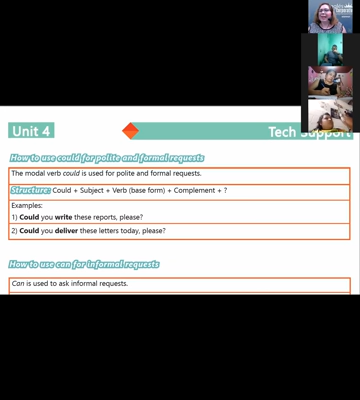 Unit 4
Tech Support
How to use could for polite and formal requests
The modal verb could is used for polite and formal requests.
Structure: Could + Subject + Verb (base form) + Complement + ?
Examples:
1) Could you write these reports, please?
2) Could you deliver these letters today, please?
How to use can for informal requests
Can is used to ask informal requests.